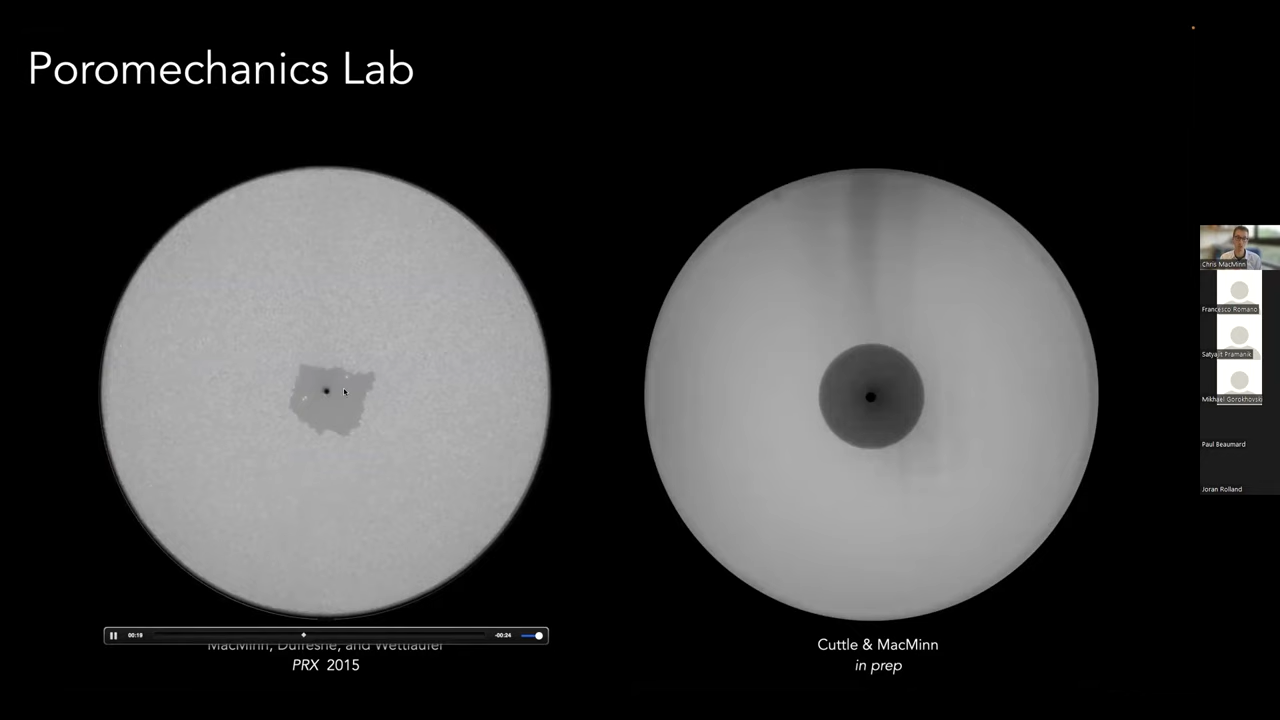 Poromechanics Lab
Chris MacMinn
Francesco Romano
Satyajit Pramanik
Mikhael Gorokhovski
Paul Beaumard
Joran Rolland
00:19
-00:24
MacMinn, Dufresne, and Wettlaufer
PRX 2015
Cuttle & MacMinn
in prep